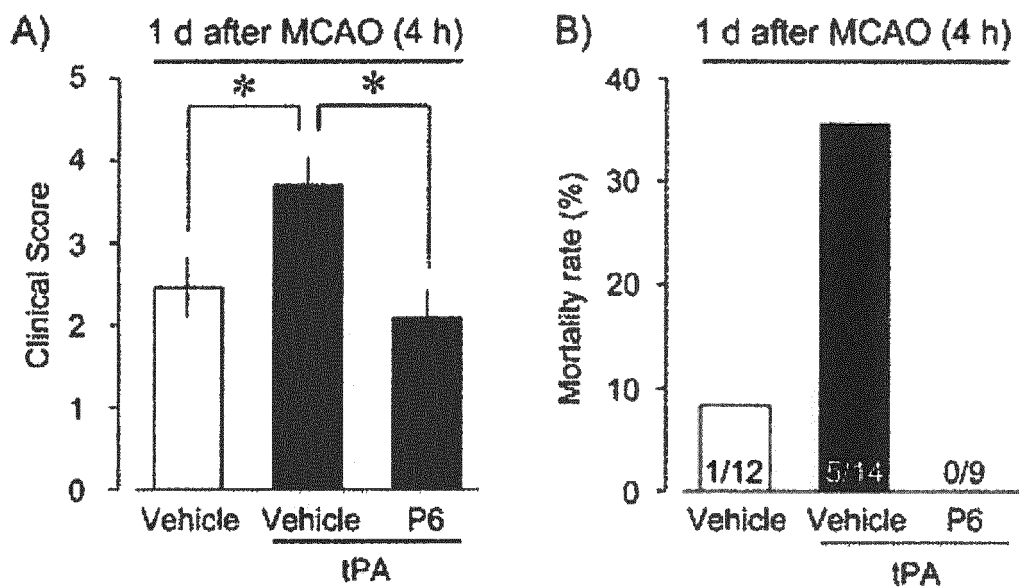 A)
1 d after MCAO (4 h)
5
4
3
2
1
0
Clinical Score
*
*
Vehicle
Vehicle
P6
tPA
B)
1 d after MCAO (4 h)
40
30
20
10
0
Mortality rate (%)
1/12
5/14
0/9
Vehicle
Vehicle
P6
tPA